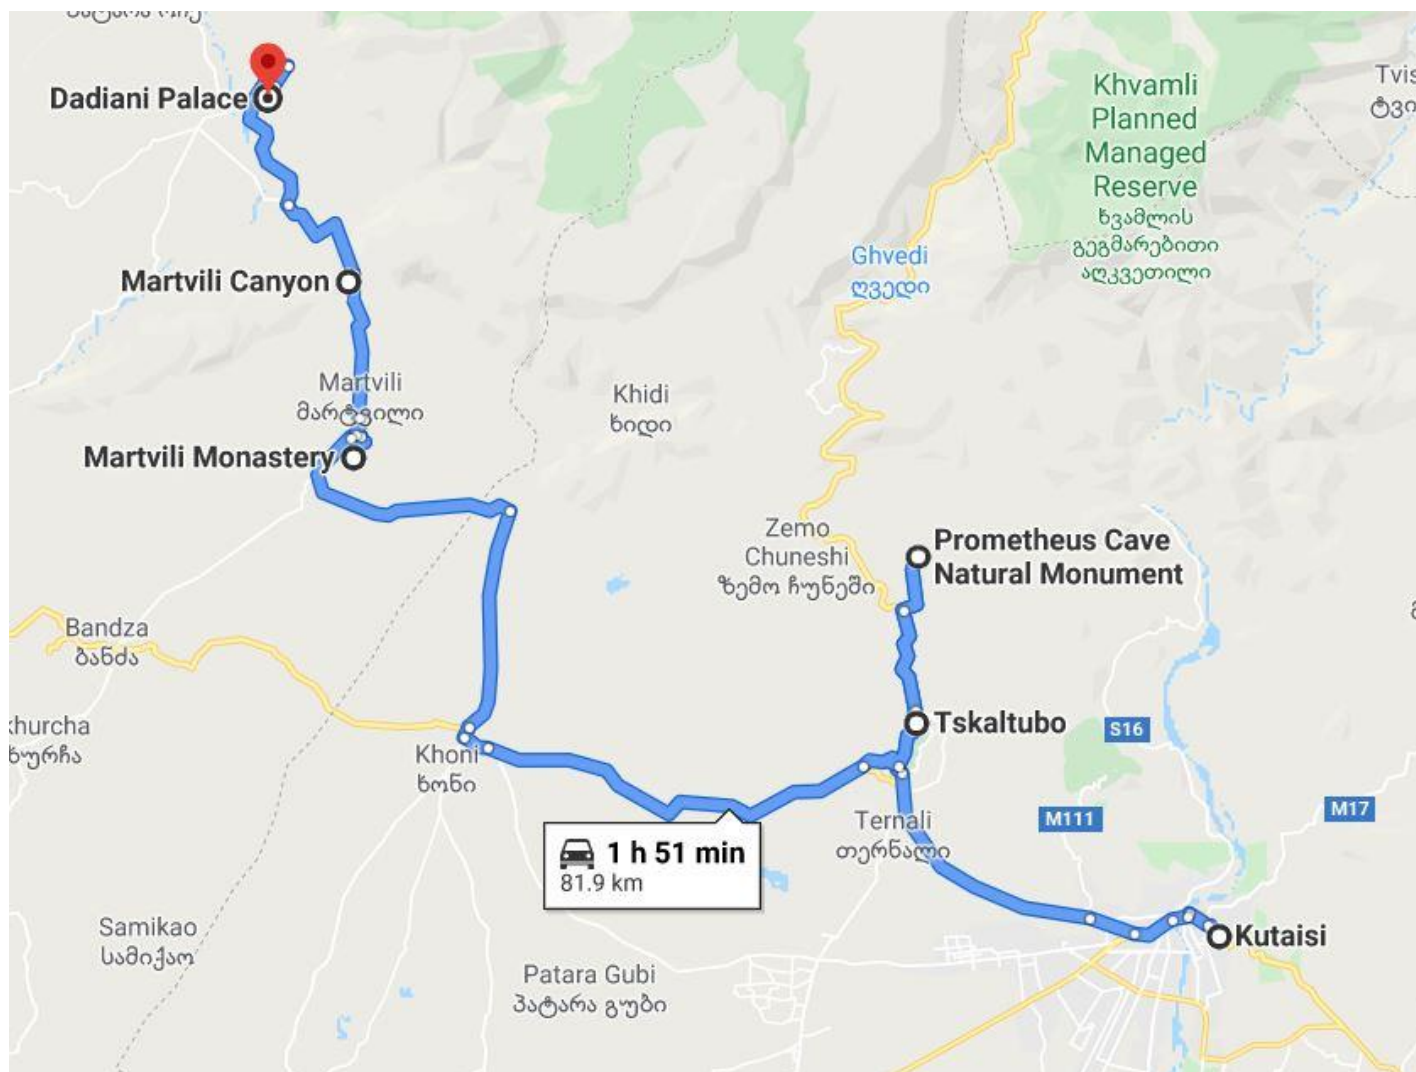 Dadiani Palace
Khvamli
Planned
Managed
Reserve
ხვამლის
გეგმარებითი
აღკვეთილი
Ghvedi
ღვედი
Martvili Canyon
Martvili
მარტვილი
Khidi
ხიდი
Martvili Monastery
Zemo
Chuneshi
ზემო ჩუნეში
Prometheus Cave
Natural Monument
Bandza
ბანძა
Tskaltubo
S16
Khoni
ხონი
M17
M111
Ternali
თერნალი
1 h 51 min
81.9 km
Samikao
სამიქაო
Kutaisi
Patara Gubi
პატარა გუბი